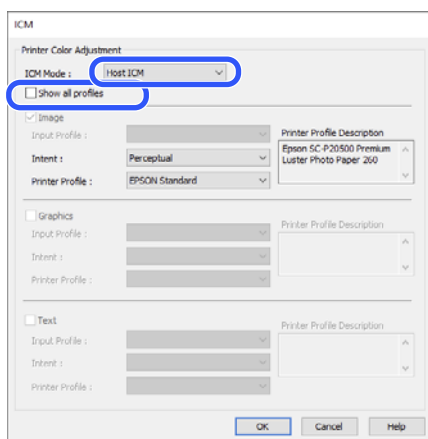 ICM
Printer Color Adjustment
ICM Mode : Host ICM
Show all profiles
Image
Input Profile :
Printer Profile Description
Intent : Perceptual
Epson SC-P20500 Premium
Luster Photo Paper 260
Printer Profile : EPSON Standard
Graphics
Input Profile :
Printer Profile Description
Intent :
Printer Profile :
Text
Input Profile :
Printer Profile Description
Intent :
Printer Profile :
OK Cancel Help